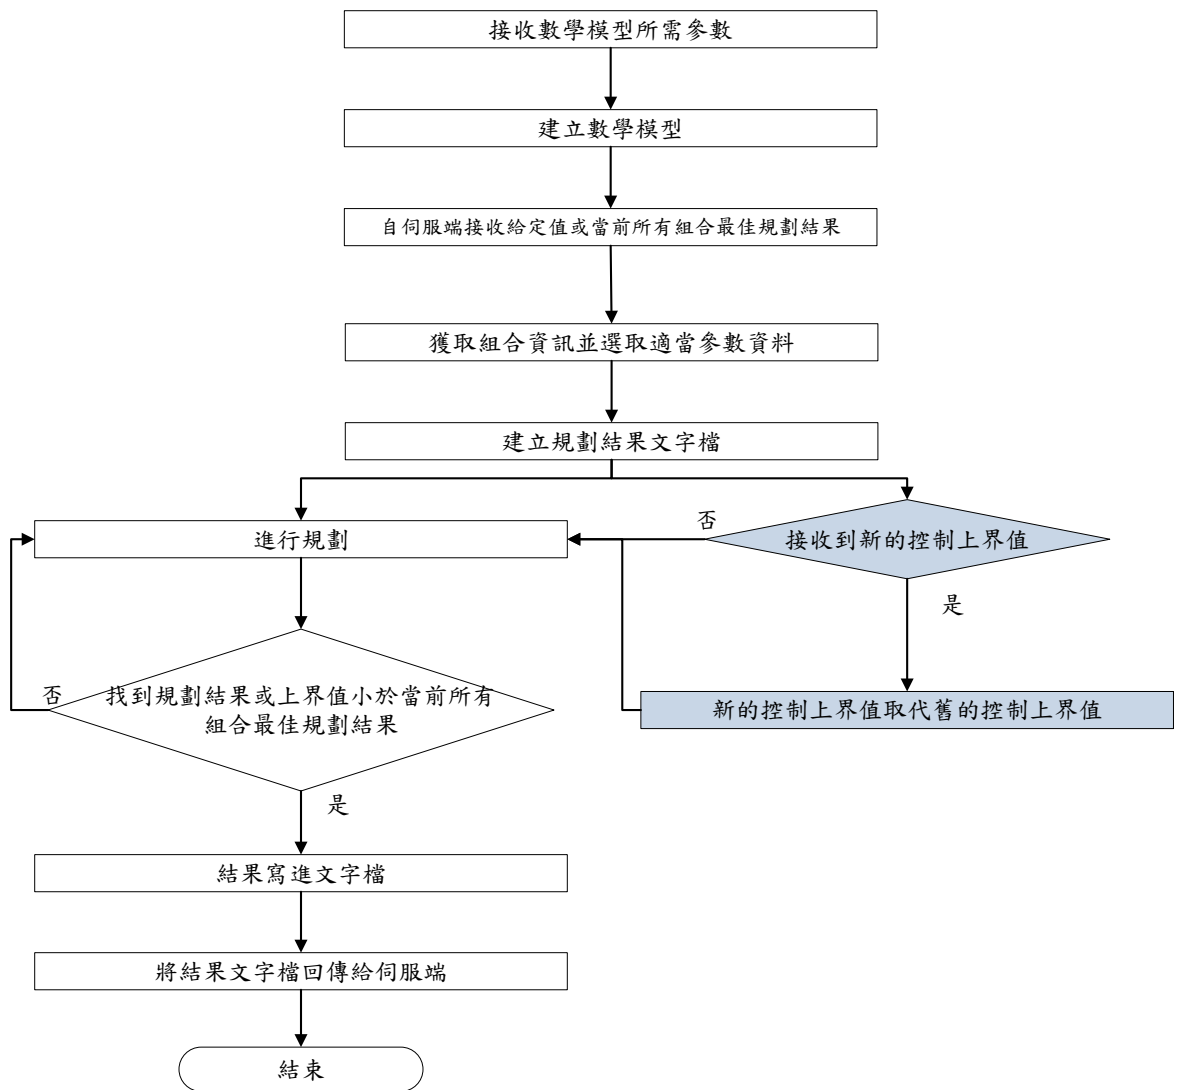 接收數學模型所需參數
建立數學模型
自伺服端接收給定值或當前所有組合最佳規劃結果
獲取組合資訊並選取適當參數資料
建立規劃結果文字檔
進行規劃
否
接收到新的控制上界值
是
否
找到規劃結果或上界值小於當前所有
組合最佳規劃結果
新的控制上界值取代舊的控制上界值
是
結果寫進文字檔
將結果文字檔回傳給伺服端
結束